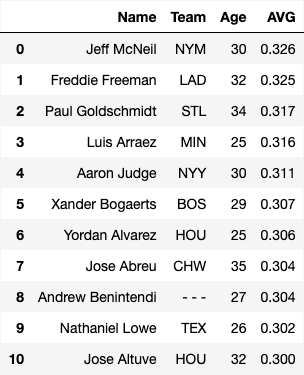 Name Team Age AVG
0 Jeff McNeil NYM 30 0.326
1 Freddie Freeman LAD 32 0.325
2 Paul Goldschmidt STL 34 0.317
3 Luis Arraez MIN 25 0.316
4 Aaron Judge NYY 30 0.311
5 Xander Bogaerts BOS 29 0.307
6 Yordan Alvarez HOU 25 0.306
7 Jose Abreu CHW 35 0.304
8 Andrew Benintendi - - - 27 0.304
9 Nathaniel Lowe TEX 26 0.302
10 Jose Altuve HOU 32 0.300